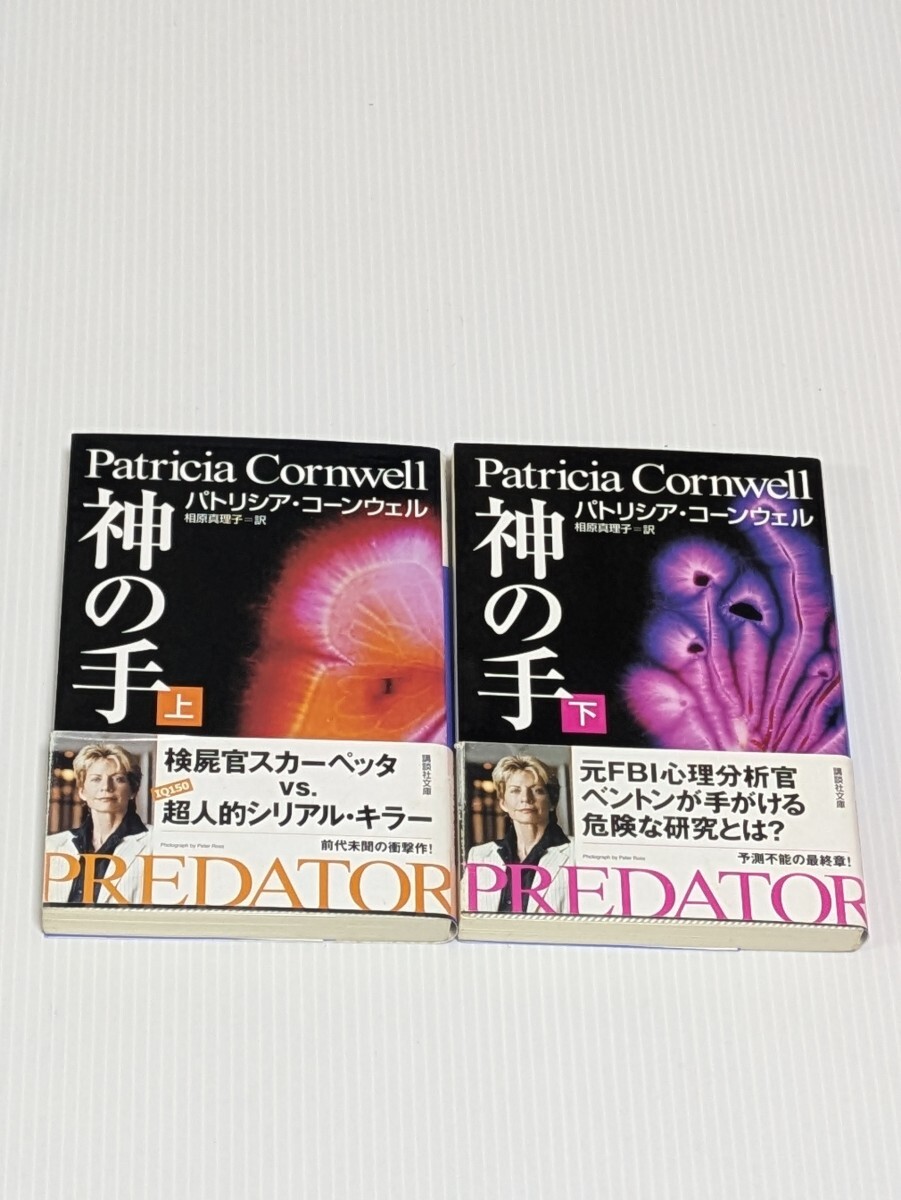 Patricia Cornwell
パトリシア・コーンウェル
相原真理子=訳
神の手
上
検屍官スカーペッタ
IQ150
vs.
超人的シリアル・キラー
講談社文庫
Photograph by Peter Ross
前代未聞の衝撃作!
PREDATOR
Patricia Cornwell
パトリシア・コーンウェル
相原真理子=訳
神の手
下
元FBI心理分析官
ベントンが手がける
危険な研究とは?
講談社文庫
Photograph by Peter Ross
予測不能の最終章!
PREDATOR